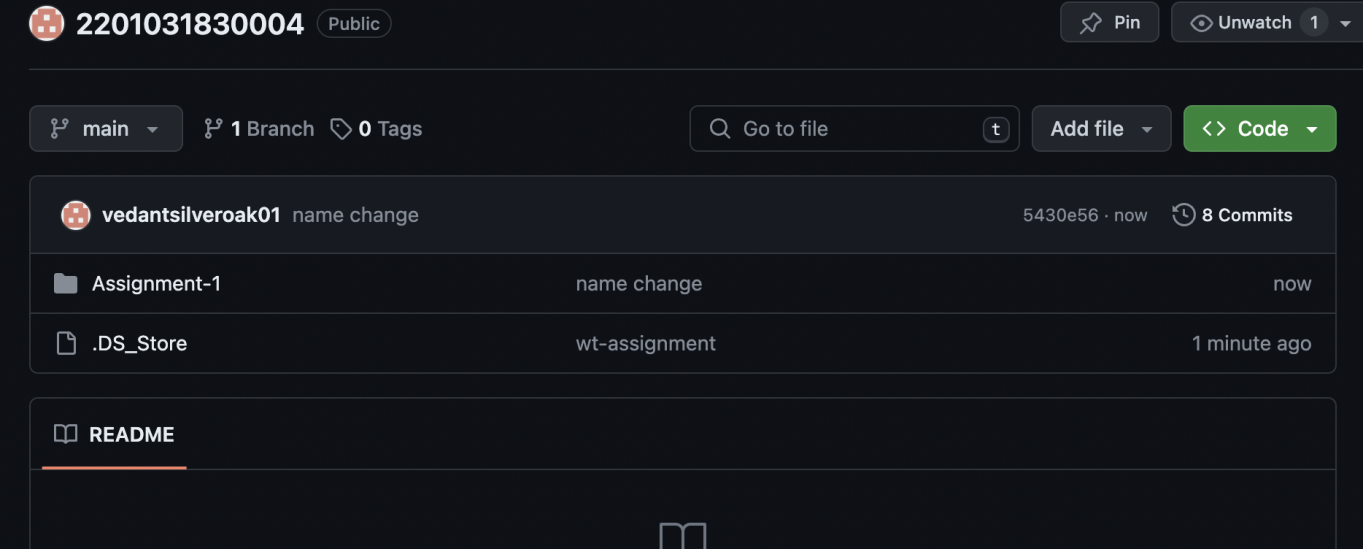 2201031830004 Public Pin Unwatch 1
main 1 Branch 0 Tags Go to file t Add file Code
vedantsilveroak01 name change 5430e56 · now 8 Commits
Assignment-1 name change now
.DS_Store wt-assignment 1 minute ago
README